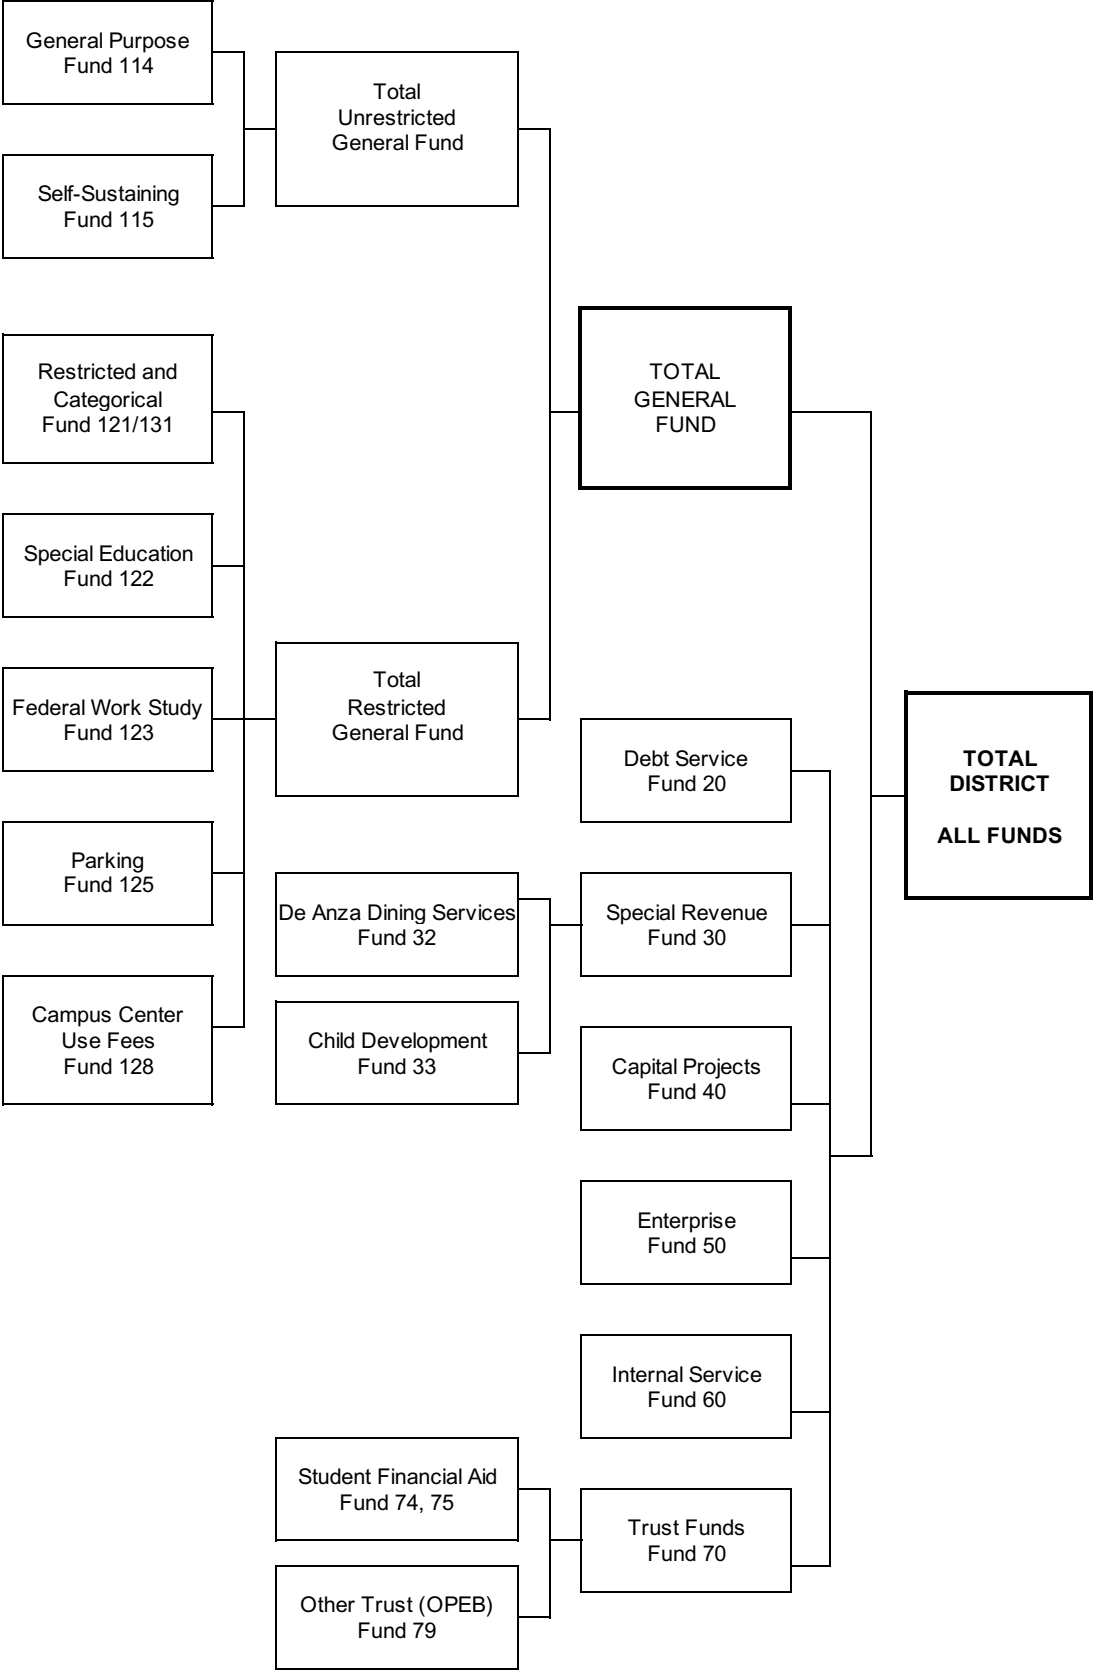 General Purpose
Fund 114
Self-Sustaining
Fund 115
Total
Unrestricted
General Fund
Restricted and
Categorical
Fund 121/131
Special Education
Fund 122
Federal Work Study
Fund 123
Parking
Fund 125
Campus Center
Use Fees
Fund 128
Total
Restricted
General Fund
TOTAL
GENERAL
FUND
De Anza Dining Services
Fund 32
Child Development
Fund 33
Debt Service
Fund 20
Special Revenue
Fund 30
Capital Projects
Fund 40
Enterprise
Fund 50
Internal Service
Fund 60
Student Financial Aid
Fund 74, 75
Other Trust (OPEB)
Fund 79
Trust Funds
Fund 70
TOTAL
DISTRICT
ALL FUNDS